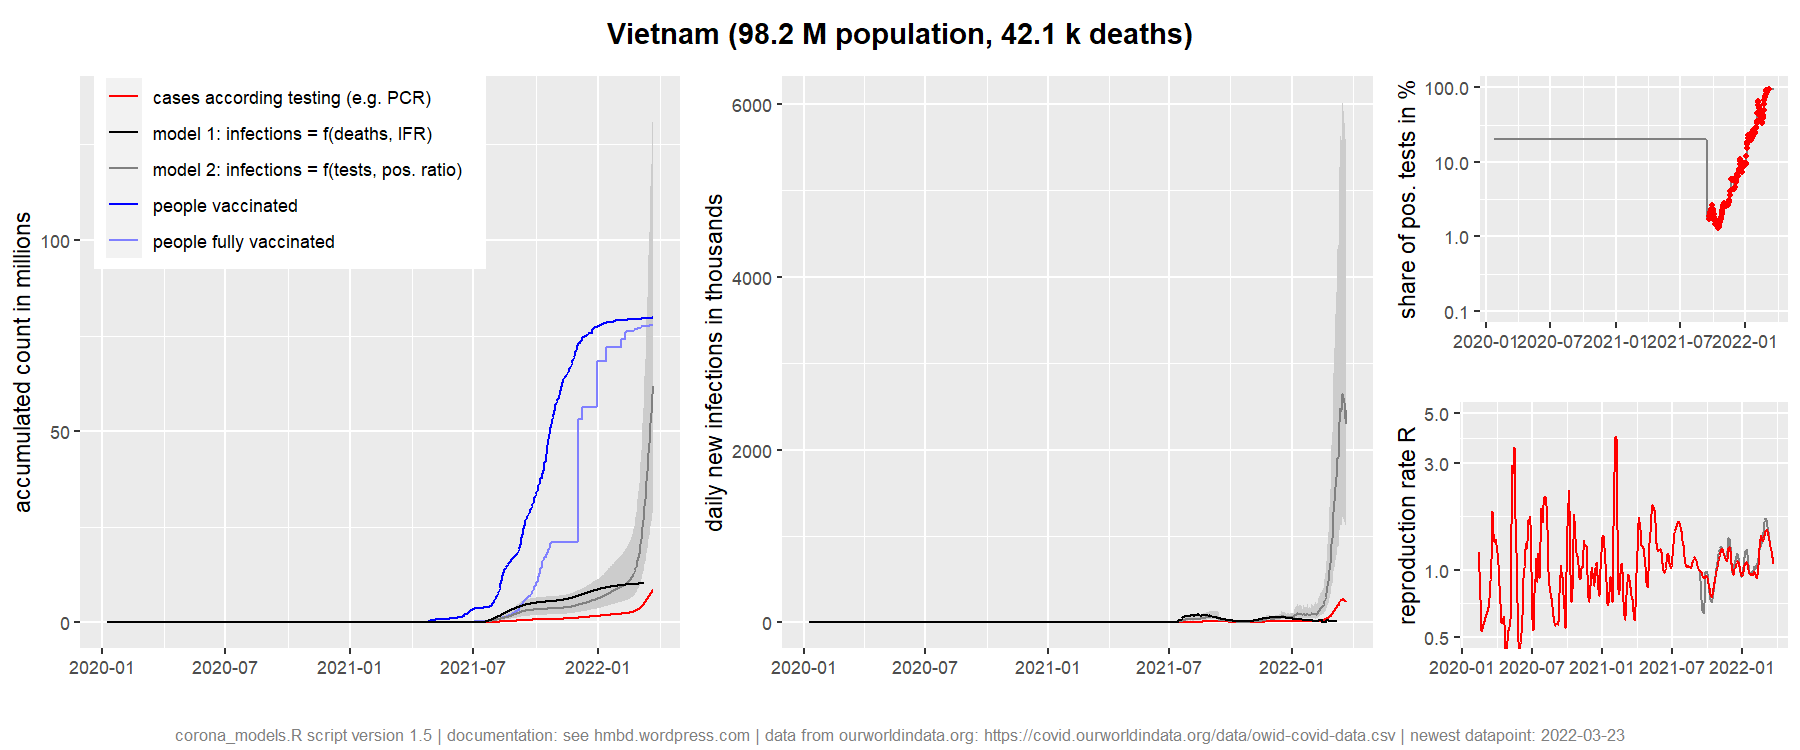 Vietnam (98.2 M population, 42.1 k deaths)
accumulated count in millions
cases according testing (e.g. PCR)
model 1: infections = f(deaths, IFR)
model 2: infections = f(tests, pos. ratio)
people vaccinated
people fully vaccinated
100
50
0
2020-01 2020-07 2021-01 2021-07 2022-01
daily new infections in thousands
6000
4000
2000
0
2020-01 2020-07 2021-01 2021-07 2022-01
share of pos. tests in %
100.0
10.0
1.0
0.1
2020-01 2020-07 2021-01 2021-07 2022-01
reproduction rate R
5.0
3.0
1.0
0.5
2020-01 2020-07 2021-01 2021-07 2022-01
corona_models.R script version 1.5 | documentation: see hmbd.wordpress.com | data from ourworldindata.org: https://covid.ourworldindata.org/data/owid-covid-data.csv | newest datapoint: 2022-03-23